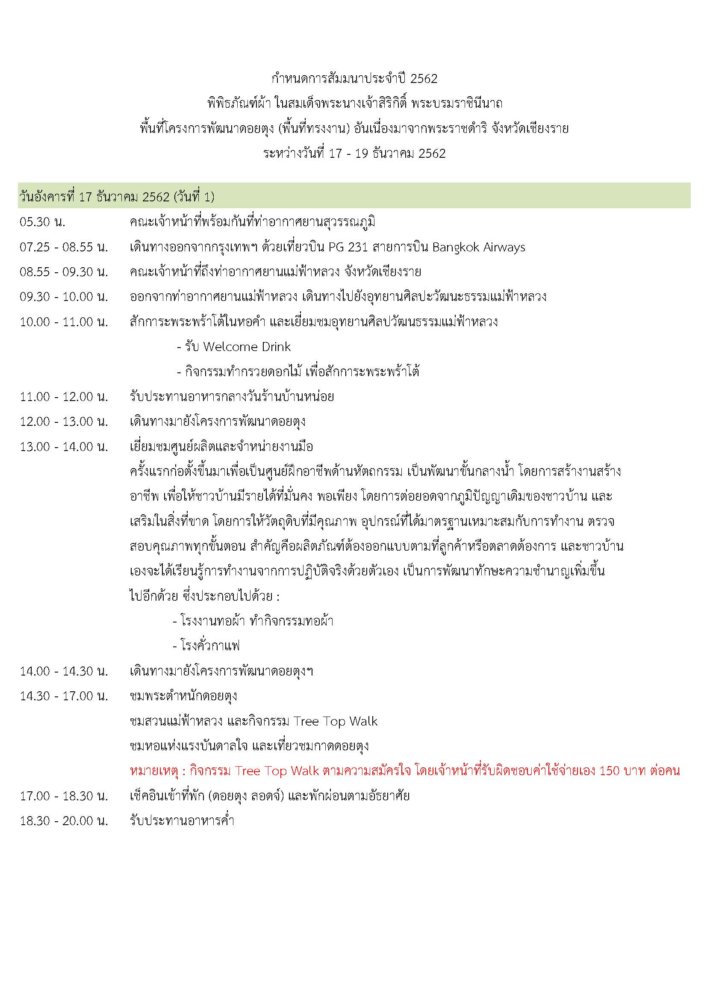 กำหนดการสัมมนาประจำปี 2562
พิพิธภัณฑ์ผ้า ในสมเด็จพระนางเจ้าสิริกิติ์ พระบรมราชินีนาถ
พื้นที่โครงการพัฒนาดอยตุง (พื้นที่ทรงงาน) อันเนื่องมาจากพระราชดำริ จังหวัดเชียงราย
ระหว่างวันที่ 17 - 19 ธันวาคม 2562
วันอังคารที่ 17 ธันวาคม 2562 (วันที่ 1)
05.30 น. คณะเจ้าหน้าที่พร้อมกันที่ท่าอากาศยานสุวรรณภูมิ
07.25 - 08.55 น. เดินทางออกจากกรุงเทพฯ ด้วยเที่ยวบิน PG 231 สายการบิน Bangkok Airways
08.55 - 09.30 น. คณะเจ้าหน้าที่ถึงท่าอากาศยานแม่ฟ้าหลวง จังหวัดเชียงราย
09.30 - 10.00 น. ออกจากท่าอากาศยานแม่ฟ้าหลวง เดินทางไปยังอุทยานศิลปะวัฒนะธรรมแม่ฟ้าหลวง
10.00 - 11.00 น. สักการะพระพร้าโต้ในหอคำ และเยี่ยมชมอุทยานศิลปวัฒนธรรมแม่ฟ้าหลวง
- รับ Welcome Drink
- กิจกรรมทำกรวยดอกไม้ เพื่อสักการะพระพร้าโต้
11.00 - 12.00 น. รับประทานอาหารกลางวันร้านบ้านหน่อย
12.00 - 13.00 น. เดินทางมายังโครงการพัฒนาดอยตุง
13.00 - 14.00 น. เยี่ยมชมศูนย์ผลิตและจำหน่ายงานมือ
ครั้งแรกก่อตั้งขึ้นมาเพื่อเป็นศูนย์ฝึกอาชีพด้านหัตถกรรม เป็นพัฒนาขั้นกลางน้ำ โดยการสร้างานสร้าง
อาชีพ เพื่อให้ชาวบ้านมีรายได้ที่มั่นคง พอเพียง โดยการต่อยอดจากภูมิปัญญาเดิมของชาวบ้าน และ
เสริมในสิ่งที่ขาด โดยการให้วัตถุดิบที่มีคุณภาพ อุปกรณ์ที่ได้มาตรฐานเหมาะสมกับการทำงาน ตรวจ
สอบคุณภาพทุกขั้นตอน สำคัญคือผลิตภัณฑ์ต้องออกแบบตามที่ลูกค้าหรือตลาดต้องการ และชาวบ้าน
เองจะได้เรียนรู้การทำงานจากการปฏิบัติจริงด้วยตัวเอง เป็นการพัฒนาทักษะความชำนาญเพิ่มขึ้น
ไปอีกด้วย ซึ่งประกอบไปด้วย :
- โรงงานทอผ้า ทำกิจกรรมทอผ้า
- โรงคั่วกาแฟ
14.00 - 14.30 น. เดินทางมายังโครงการพัฒนาดอยตุงฯ
14.30 - 17.00 น. ชมพระตำหนักดอยตุง
ชมสวนแม่ฟ้าหลวง และกิจกรรม Tree Top Walk
ชมหอแห่งแรงบันดาลใจ และเที่ยวชมกาดดอยตุง
หมายเหตุ : กิจกรรม Tree Top Walk ตามความสมัครใจ โดยเจ้าหน้าที่รับผิดชอบค่าใช้จ่ายเอง 150 บาท ต่อคน
17.00 - 18.30 น. เช็คอินเข้าที่พัก (ดอยตุง ลอดจ์) และพักผ่อนตามอัธยาศัย
18.30 - 20.00 น. รับประทานอาหารค่ำ